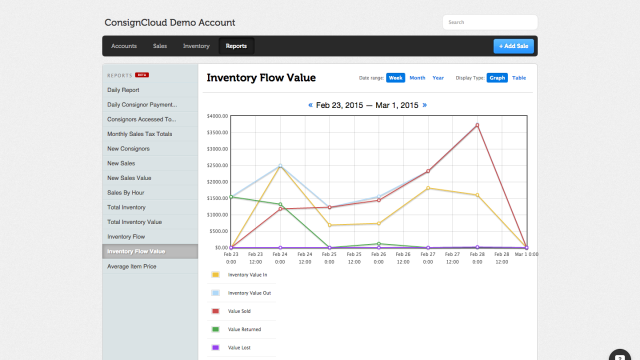 ConsignCloud Demo Account
Search
Accounts Sales Inventory Reports + Add Sale
REPORTS BETA
Daily Report
Daily Consignor Payment...
Consignors Accessed To...
Monthly Sales Tax Totals
New Consignors
New Sales
New Sales Value
Sales By Hour
Total Inventory
Total Inventory Value
Inventory Flow
Inventory Flow Value
Average Item Price
Inventory Flow Value
Date range: Week Month Year Display Type: Graph Table
« Feb 23, 2015 — Mar 1, 2015 »
$4000.00
$3500.00
$3000.00
$2500.00
$2000.00
$1500.00
$1000.00
$500.00
$0.00
Feb 23 Feb 23 Feb 24 Feb 24 Feb 25 Feb 25 Feb 26 Feb 26 Feb 27 Feb 27 Feb 28 Feb 28 Mar 1 0:00
0:00 12:00 0:00 12:00 0:00 12:00 0:00 12:00 0:00 12:00 0:00 12:00
Inventory Value In
Inventory Value Out
Value Sold
Value Returned
Value Lost